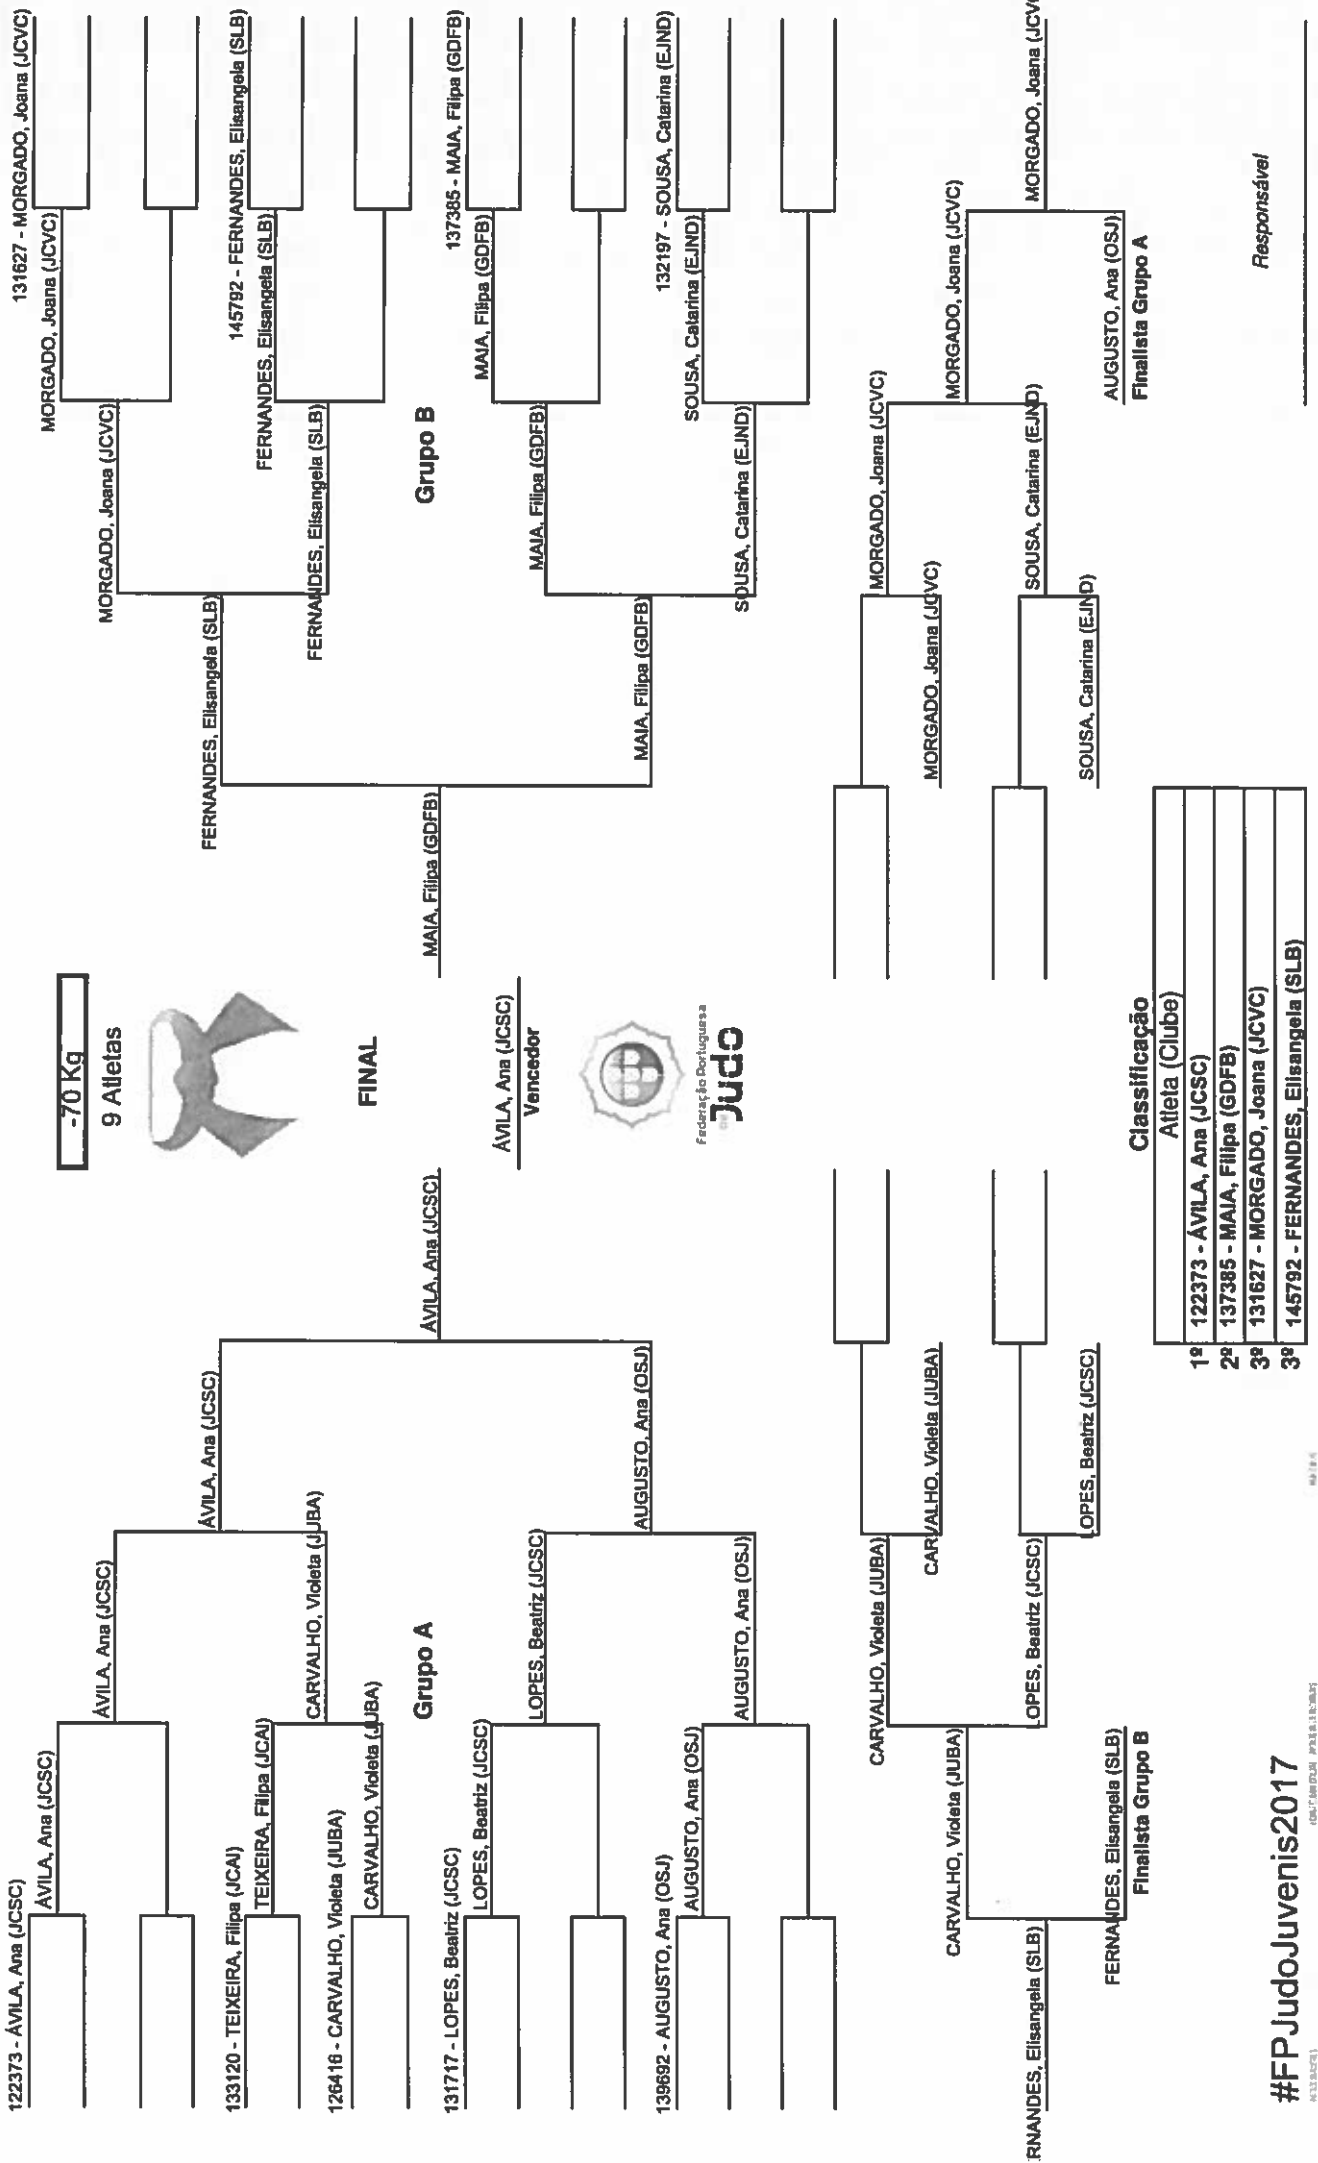 -70 Kg
9 Atletas
FINAL
ÁVILA, Ana (JCSC)
Vencedor
Federação Portuguesa
Judo
122373 - ÁVILA, Ana (JCSC)
ÁVILA, Ana (JCSC)
ÁVILA, Ana (JCSC)
ÁVILA, Ana (JCSC)
133120 - TEIXEIRA, Filipa (JCAI)
TEIXEIRA, Filipa (JCAI)
CARVALHO, Violeta (JUBA)
126416 - CARVALHO, Violeta (JUBA)
CARVALHO, Violeta (JUBA)
Grupo A
ÁVILA, Ana (JCSC)
131717 - LOPES, Beatriz (JCSC)
LOPES, Beatriz (JCSC)
LOPES, Beatriz (JCSC)
AUGUSTO, Ana (OSJ)
139692 - AUGUSTO, Ana (OSJ)
AUGUSTO, Ana (OSJ)
AUGUSTO, Ana (OSJ)
131627 - MORGADO, Joana (JCVC)
MORGADO, Joana (JCVC)
MORGADO, Joana (JCVC)
FERNANDES, Elisangela (SLB)
145792 - FERNANDES, Elisangela (SLB)
FERNANDES, Elisangela (SLB)
FERNANDES, Elisangela (SLB)
Grupo B
MAIA, Filipa (GDFB)
137385 - MAIA, Filipa (GDFB)
MAIA, Filipa (GDFB)
MAIA, Filipa (GDFB)
MAIA, Filipa (GDFB)
132197 - SOUSA, Catarina (EJND)
SOUSA, Catarina (EJND)
SOUSA, Catarina (EJND)
CARVALHO, Violeta (JUBA)
CARVALHO, Violeta (JUBA)
CARVALHO, Violeta (JUBA)
LOPES, Beatriz (JCSC)
LOPES, Beatriz (JCSC)
RNANDES, Elisangela (SLB)
FERNANDES, Elisangela (SLB)
Finalista Grupo B
MORGADO, Joana (JCVC)
MORGADO, Joana (JCVC)
MORGADO, Joana (JCVC)
MORGADO, Joana (JCVC
SOUSA, Catarina (EJND)
SOUSA, Catarina (EJND)
AUGUSTO, Ana (OSJ)
Finalista Grupo A
Classificação
Atleta (Clube)
1º 122373 - ÁVILA, Ana (JCSC)
2º 137385 - MAIA, Filipa (GDFB)
3º 131627 - MORGADO, Joana (JCVC)
3º 145792 - FERNANDES, Elisangela (SLB)
Responsável
#FPJudoJuvenis2017